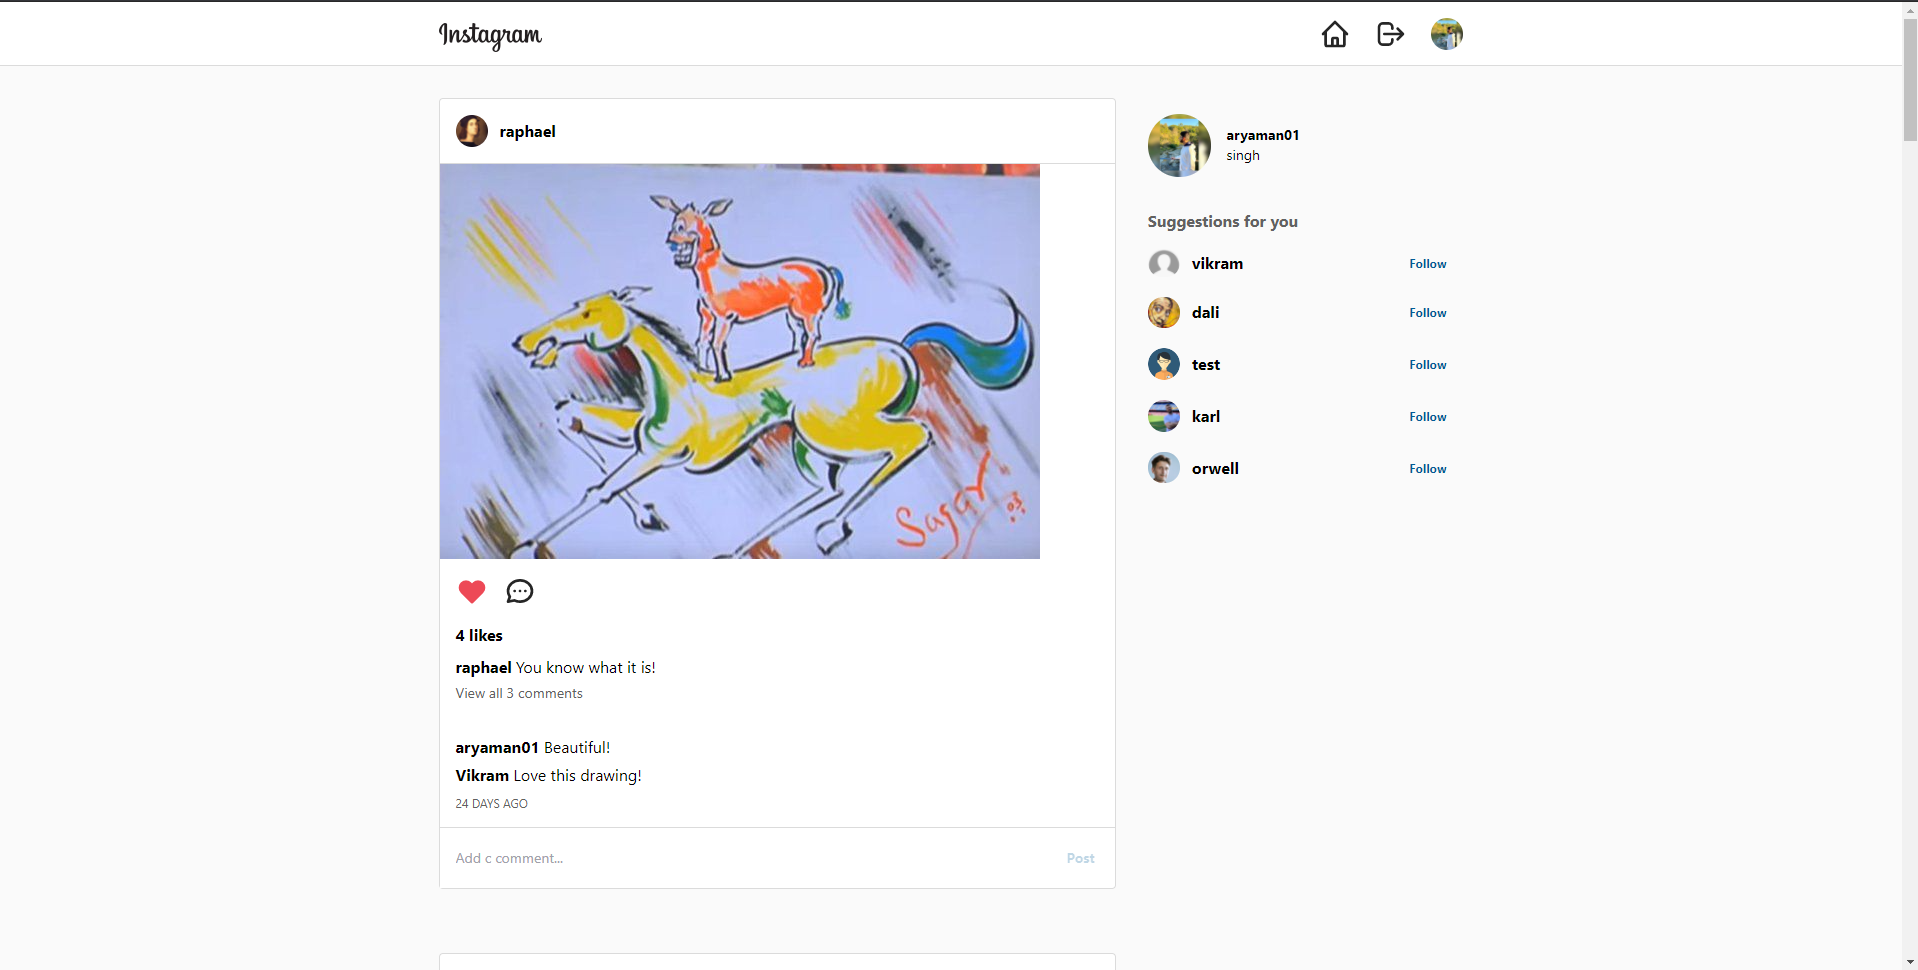 Instagram
raphael
Sagar
03
4 likes
raphael You know what it is!
View all 3 comments
aryaman01 Beautiful!
Vikram Love this drawing!
24 DAYS AGO
Add c comment...
Post
aryaman01
singh
Suggestions for you
vikram Follow
dali Follow
test Follow
karl Follow
orwell Follow